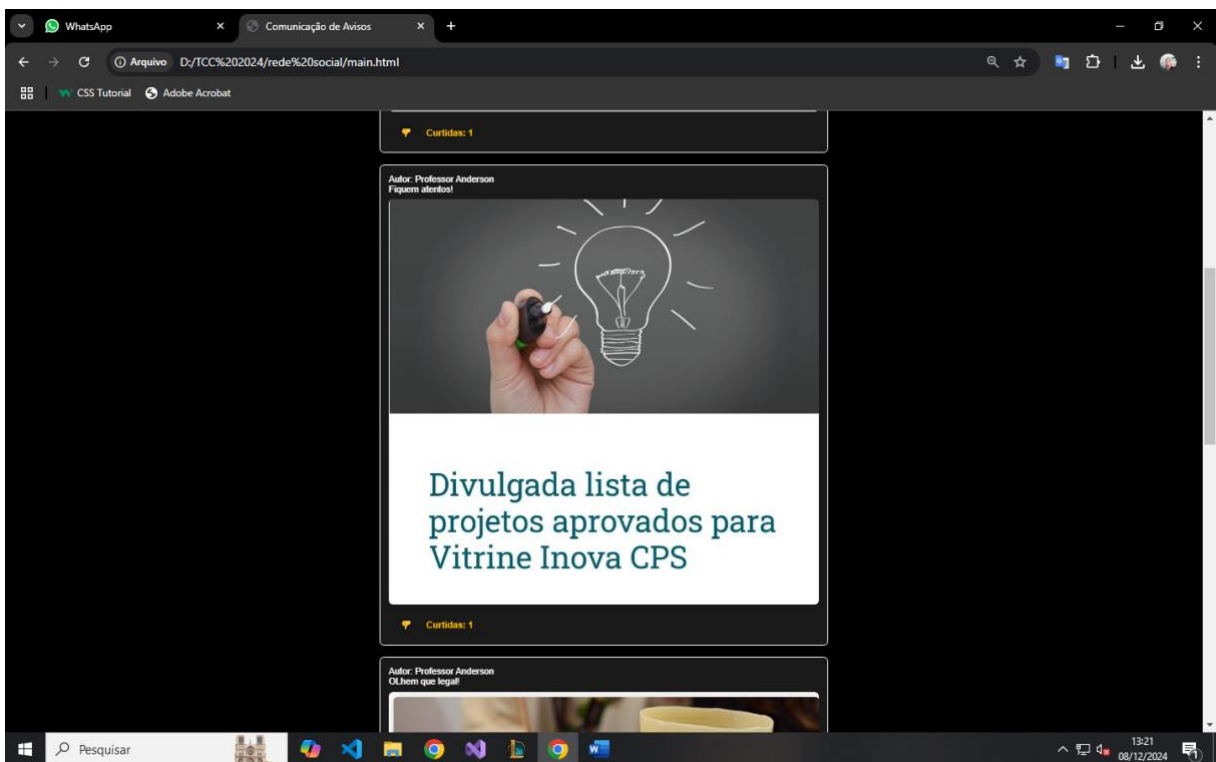 WhatsApp
Comunicação de Avisos
Arquivo
D:/TCC%202024/rede%20social/main.html
CSS Tutorial
Adobe Acrobat
Curtidas: 1
Autor: Professor Anderson
Fiquem atentos!
Divulgada lista de
projetos aprovados para
Vitrine Inova CPS
Curtidas: 1
Autor: Professor Anderson
OLhem que legal!
Pesquisar
13:21
08/12/2024